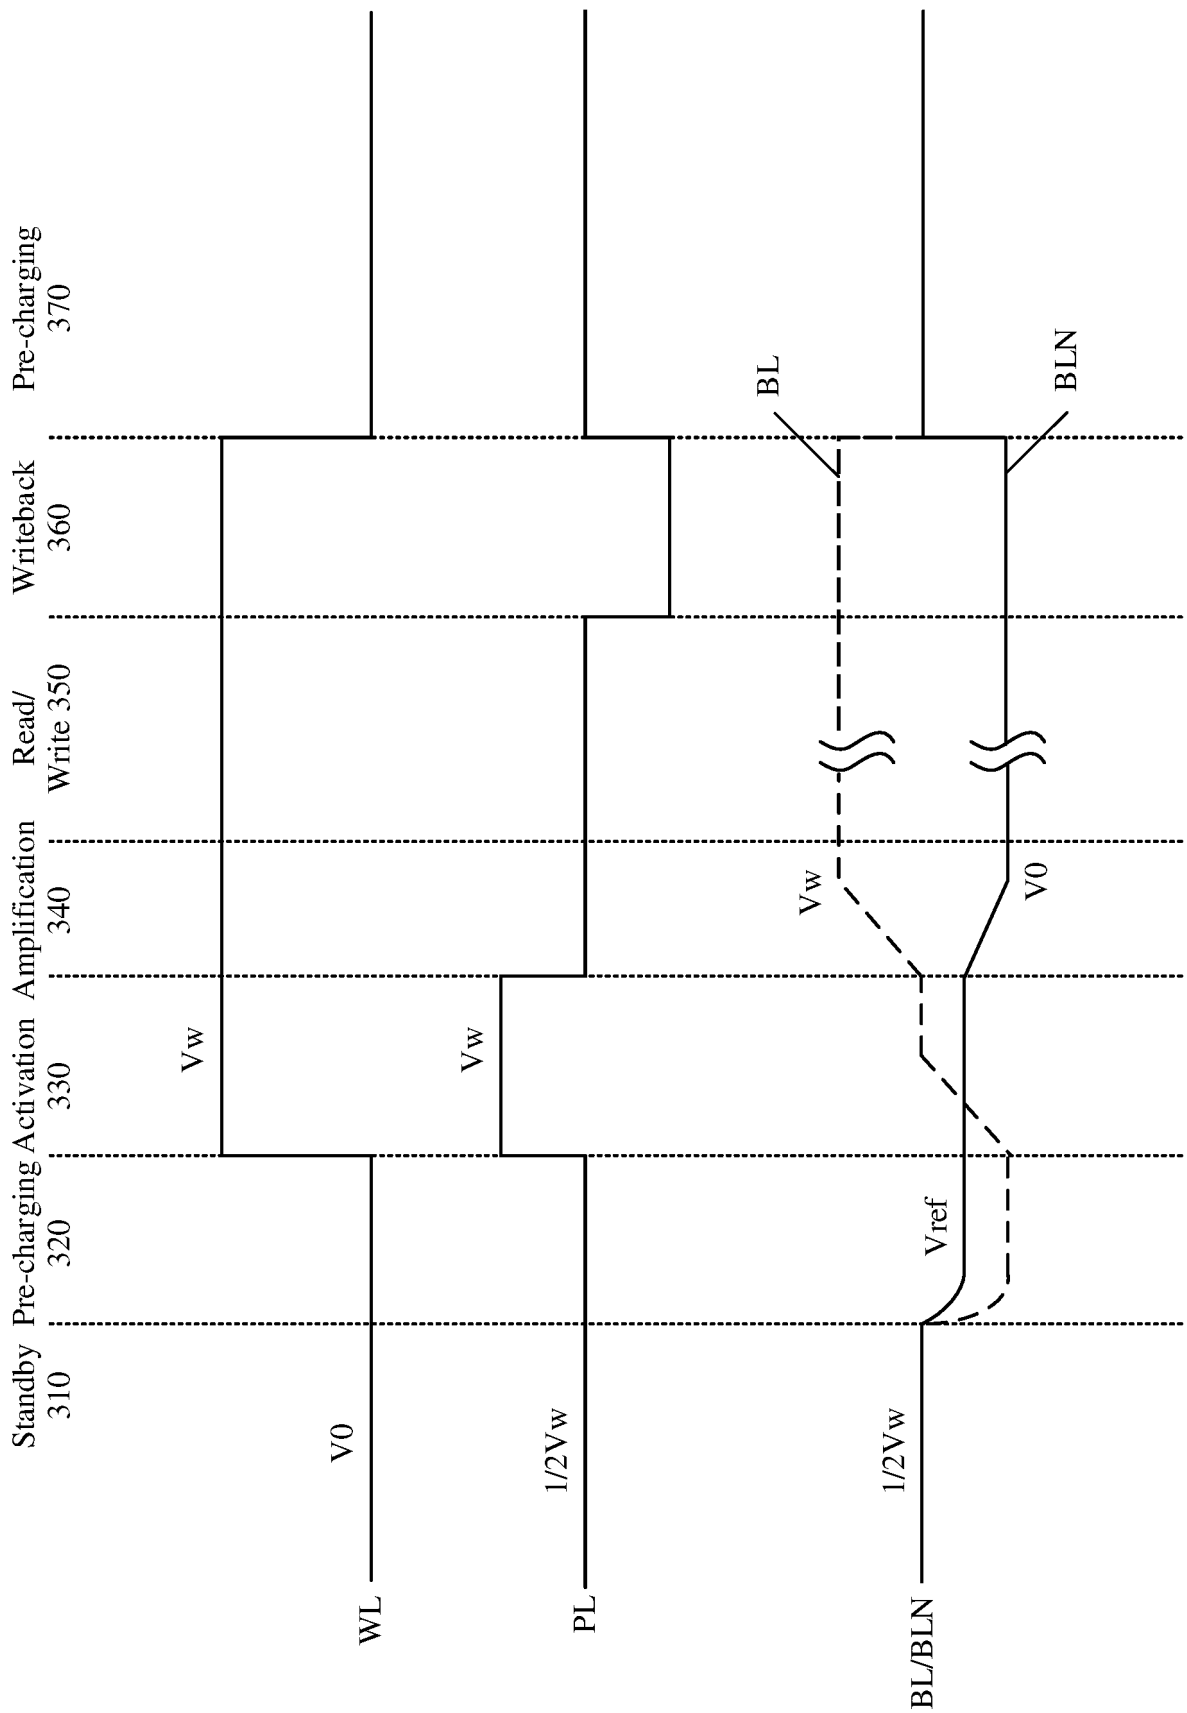 Standby
310
Pre-charging
320
Activation
330
Amplification
340
Read/
Write 350
Writeback
360
Pre-charging
370
WL
V0
Vw
PL
1/2Vw
Vw
BL/BLN
1/2Vw
Vref
Vw
V0
BL
BLN